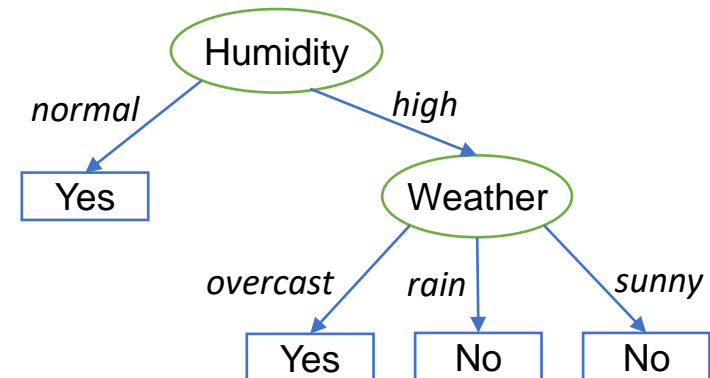 Humidity
normal
high
Yes
Weather
overcast
rain
sunny
Yes
No
No